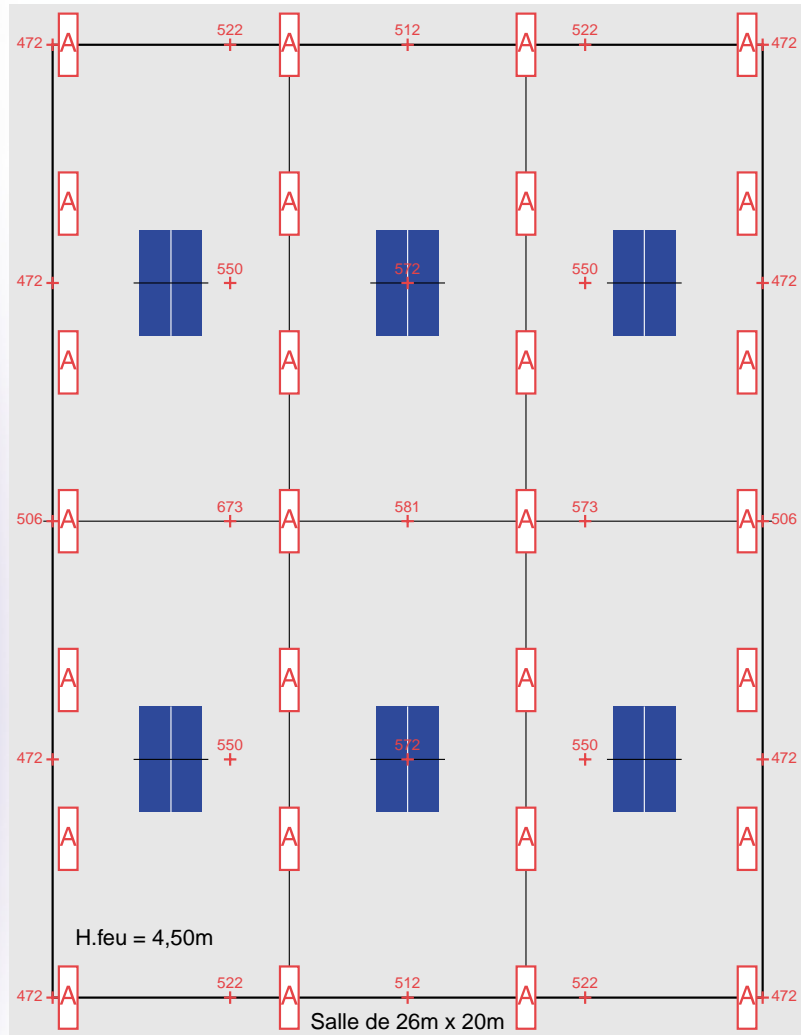 522 512 522
472 A A A A 472
A A A A
550 572 550
472 472
A A A A
673 581 573
506 A A A A 506
A A A A
550 572 550
472 472
A A A A
H.feu = 4,50m
522 512 522
472 A A A A 472
Salle de 26m x 20m